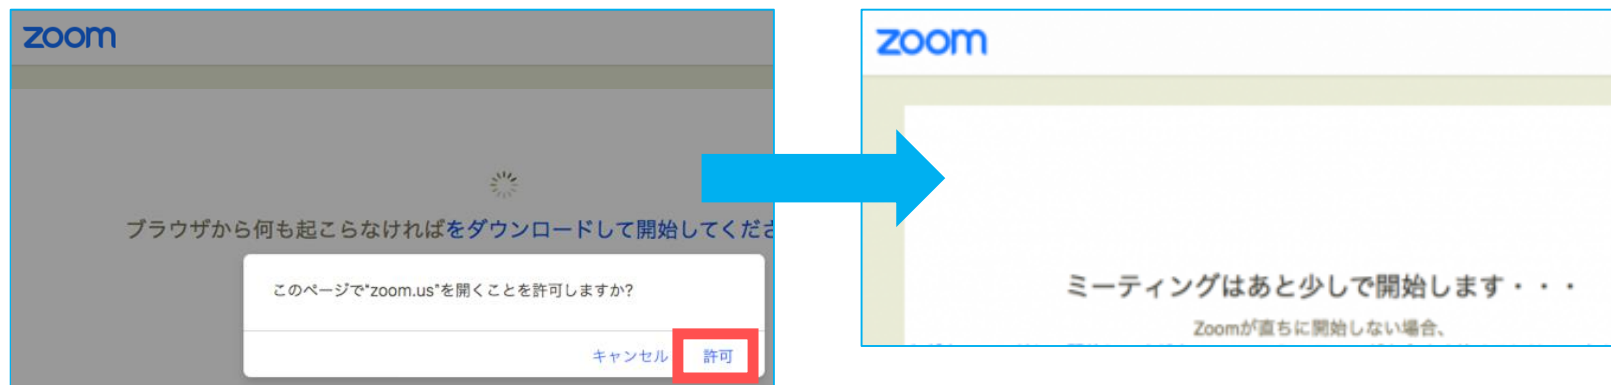 zoom
ブラウザから何も起こらなければをダウンロードして開始してくださ
このページで"zoom.us"を開くことを許可しますか?
キャンセル 許可
zoom
ミーティングはあと少しで開始します・・・
Zoomが直ちに開始しない場合、